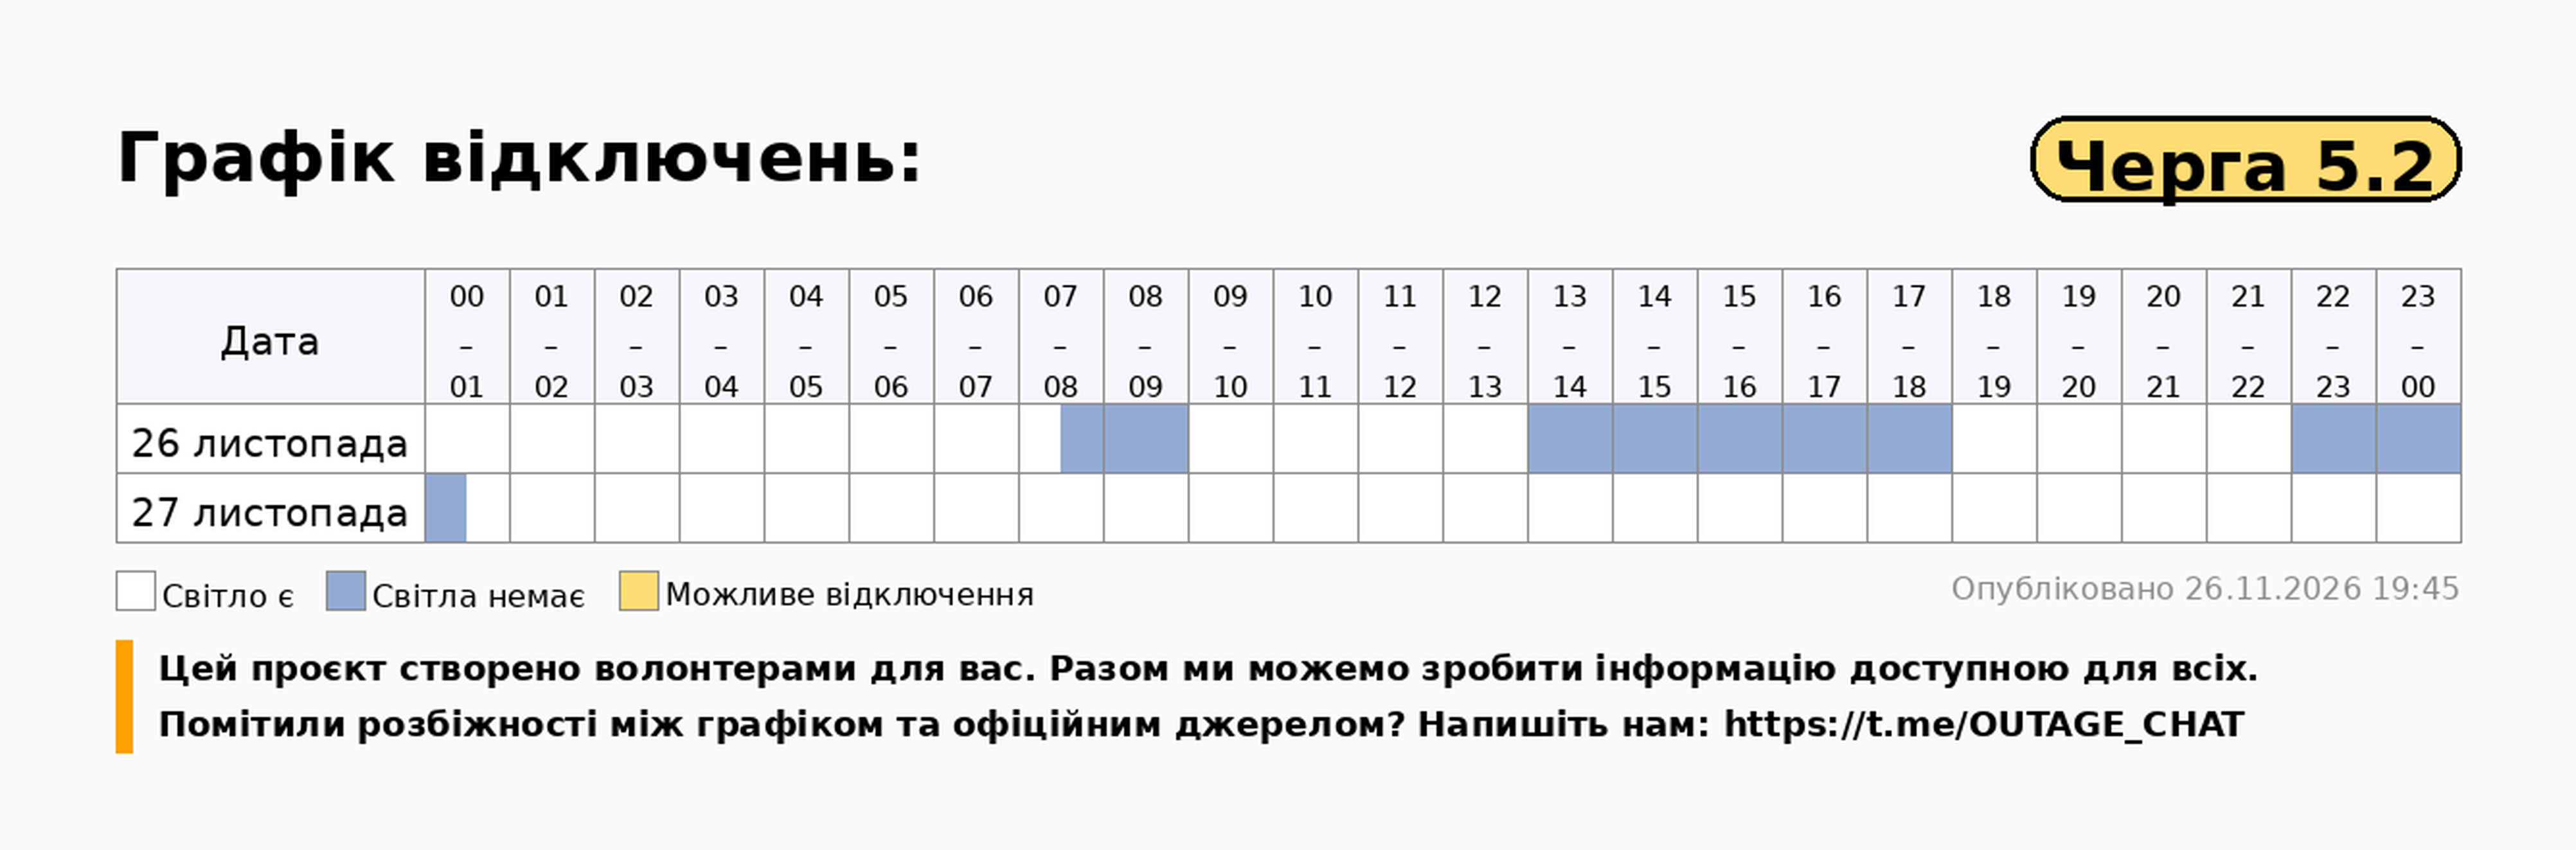 Графік відключень:
Черга 5.2
Дата
00 – 01
01 – 02
02 – 03
03 – 04
04 – 05
05 – 06
06 – 07
07 – 08
08 – 09
09 – 10
10 – 11
11 – 12
12 – 13
13 – 14
14 – 15
15 – 16
16 – 17
17 – 18
18 – 19
19 – 20
20 – 21
21 – 22
22 – 23
23 – 00
26 листопада
27 листопада
Світло є
Світла немає
Можливе відключення
Опубліковано 26.11.2026 19:45
Цей проєкт створено волонтерами для вас. Разом ми можемо зробити інформацію доступною для всіх.
Помітили розбіжності між графіком та офіційним джерелом? Напишіть нам: https://t.me/OUTAGE_CHAT